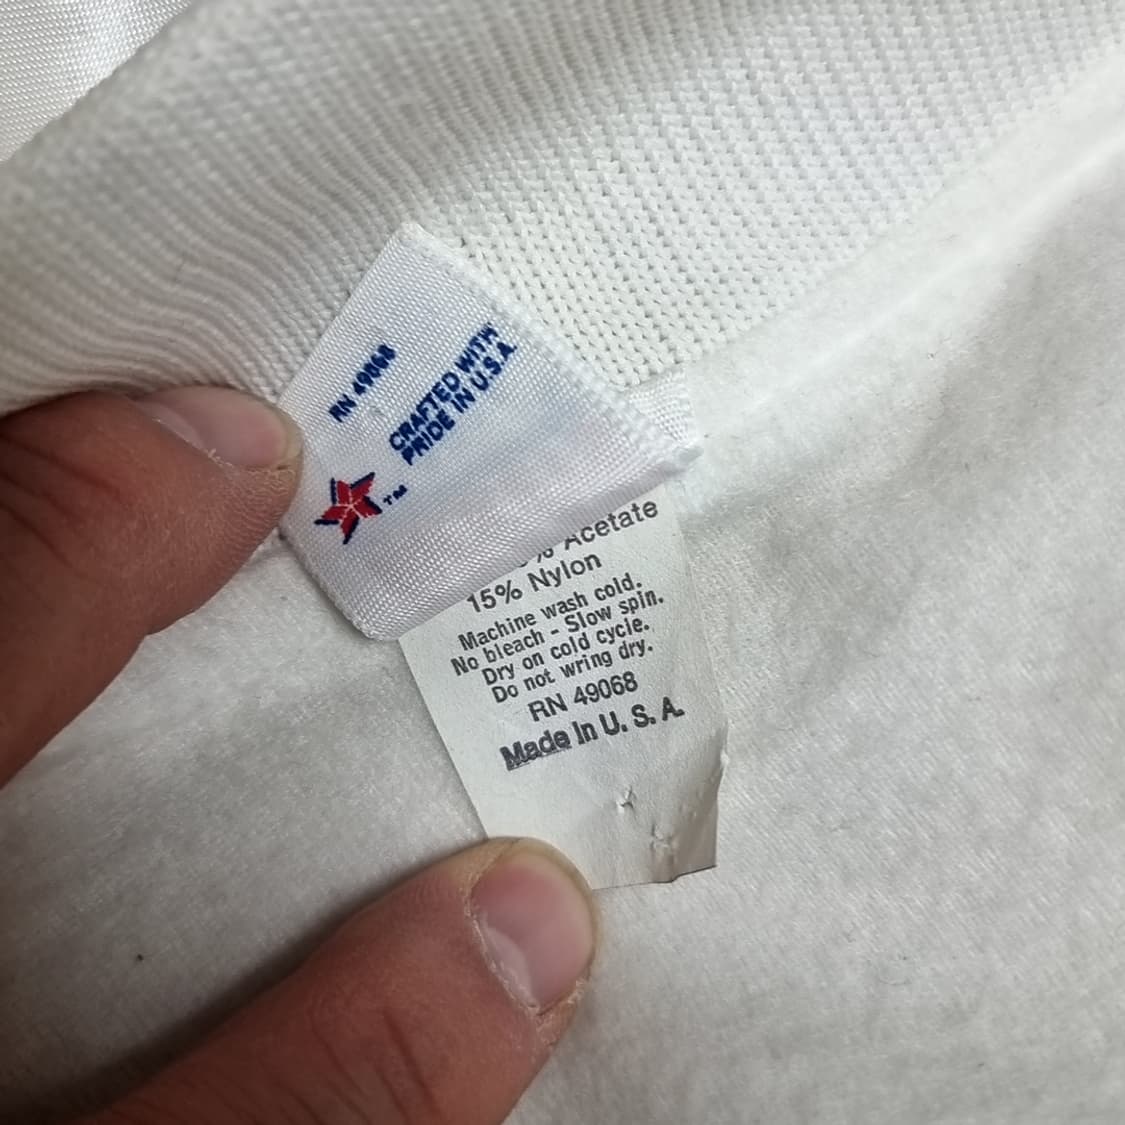 RN 49068
CRAFTED WITH
PRIDE IN U.S.A.
TM
% Acetate
15% Nylon
Machine wash cold.
No bleach - Slow spin.
Dry on cold cycle.
Do not wring dry.
RN 49068
Made In U. S. A.